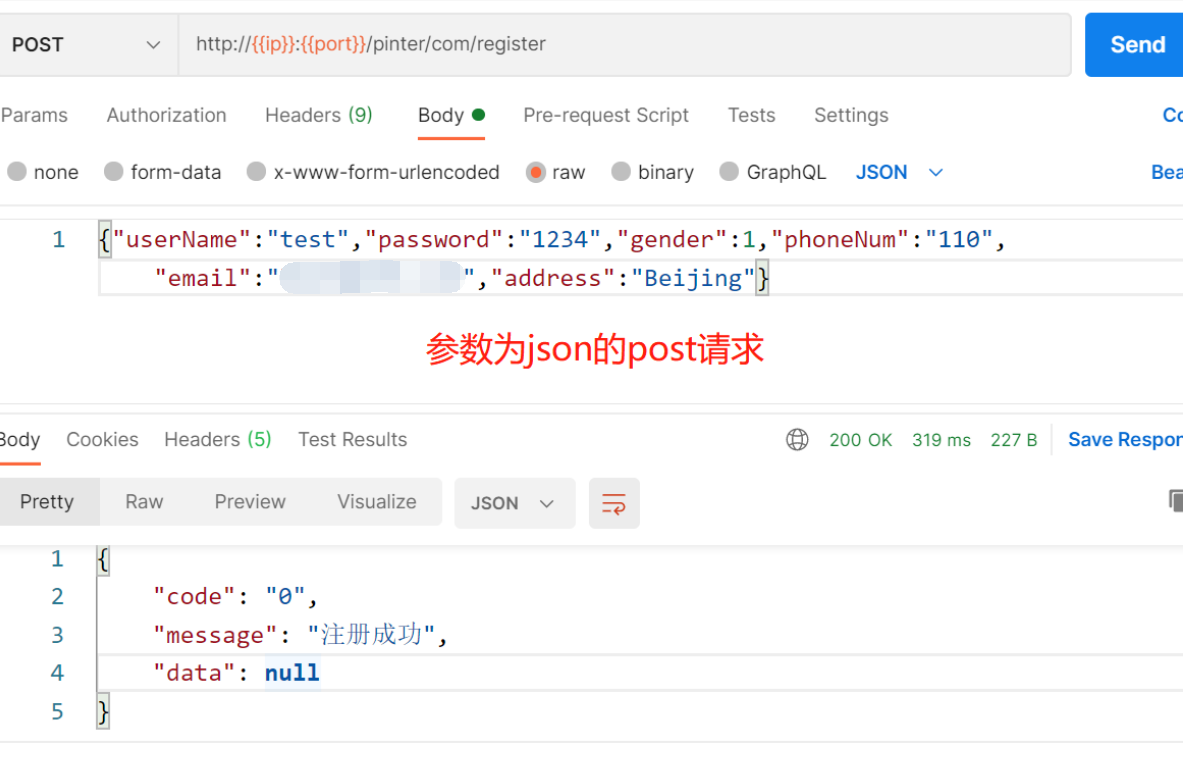 POST http://{{ip}}:{{port}}/pinter/com/register Send
Params Authorization Headers (9) Body Pre-request Script Tests Settings Co
none form-data x-www-form-urlencoded raw binary GraphQL JSON Bea
1 {"userName":"test","password":"1234","gender":1,"phoneNum":"110",
"email":"","address":"Beijing"}
参数为json的post请求
Body Cookies Headers (5) Test Results 200 OK 319 ms 227 B Save Respon
Pretty Raw Preview Visualize JSON
1 {
2 "code": "0",
3 "message": "注册成功",
4 "data": null
5 }